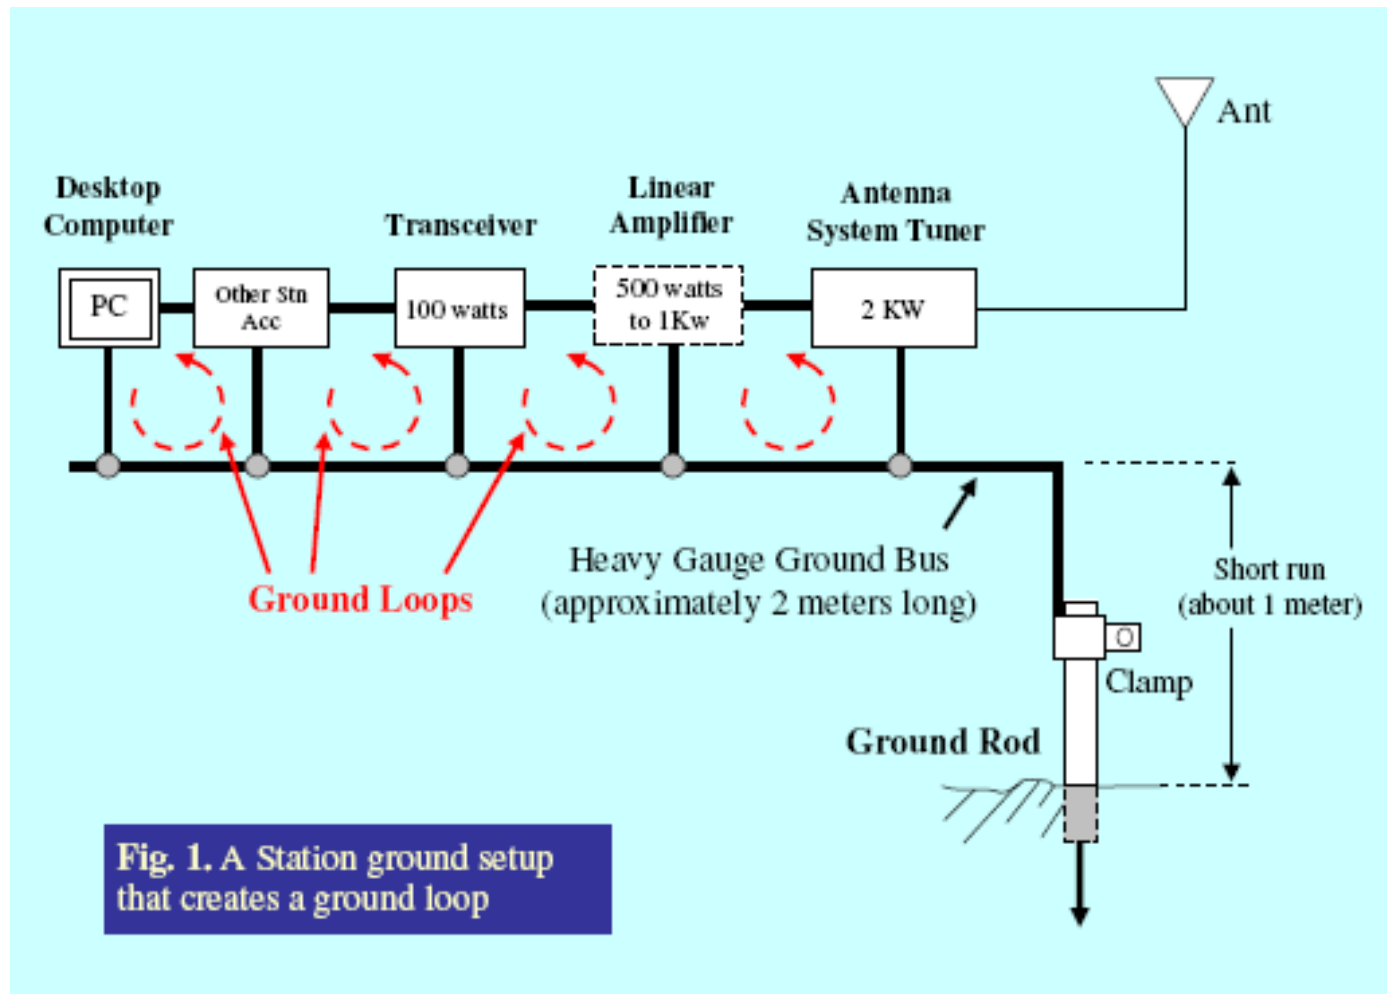 Ant
Desktop
Computer
Transceiver
Linear
Amplifier
Antenna
System Tuner
PC
Other Stn
Acc
100 watts
500 watts
to 1Kw
2 KW
Ground Loops
Heavy Gauge Ground Bus
(approximately 2 meters long)
Short run
(about 1 meter)
Clamp
Ground Rod
Fig. 1. A Station ground setup
that creates a ground loop